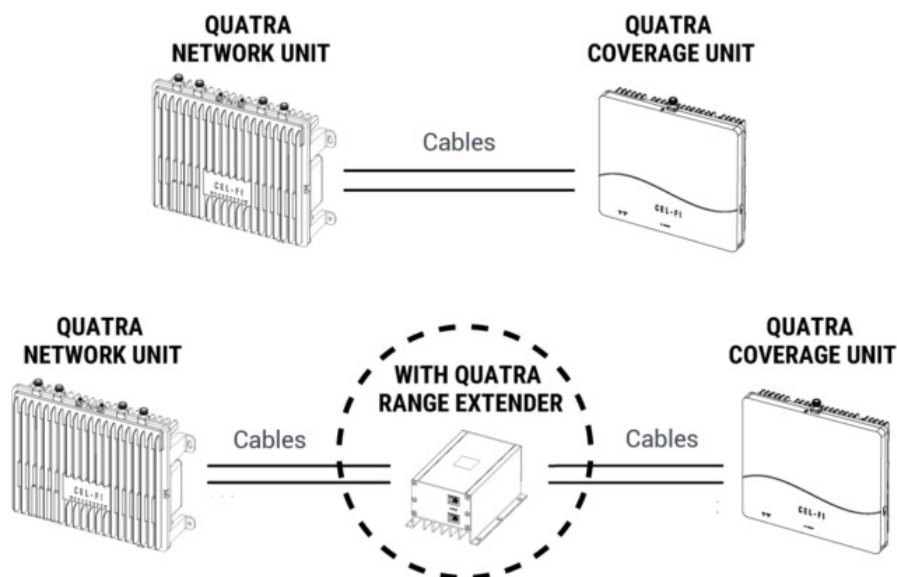 QUATRA
NETWORK UNIT
QUATRA
COVERAGE UNIT
Cables
CEL-FI
CEL-FI
QUATRA
NETWORK UNIT
WITH QUATRA
RANGE EXTENDER
QUATRA
COVERAGE UNIT
Cables
Cables
CEL-FI
CEL-FI